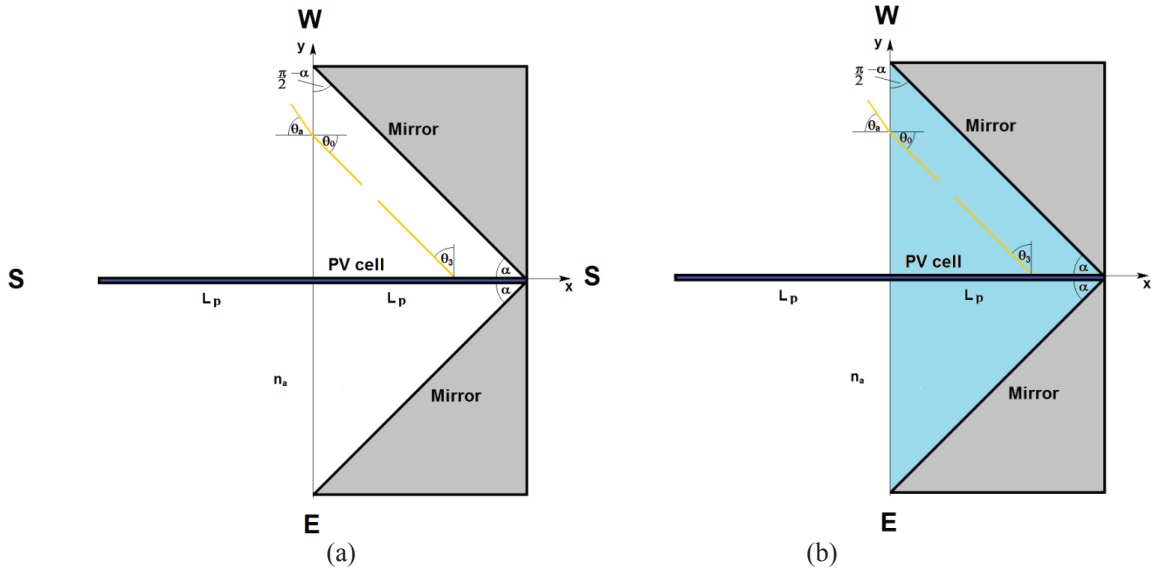 W
y
π/2 −α
θa
θ0
Mirror
PV cell
θ3
α
α
S
x
Lp
Lp
na
Mirror
E
(a)
W
y
π/2 −α
θa
θ0
Mirror
PV cell
θ3
α
α
S
x
Lp
Lp
na
Mirror
E
(b)